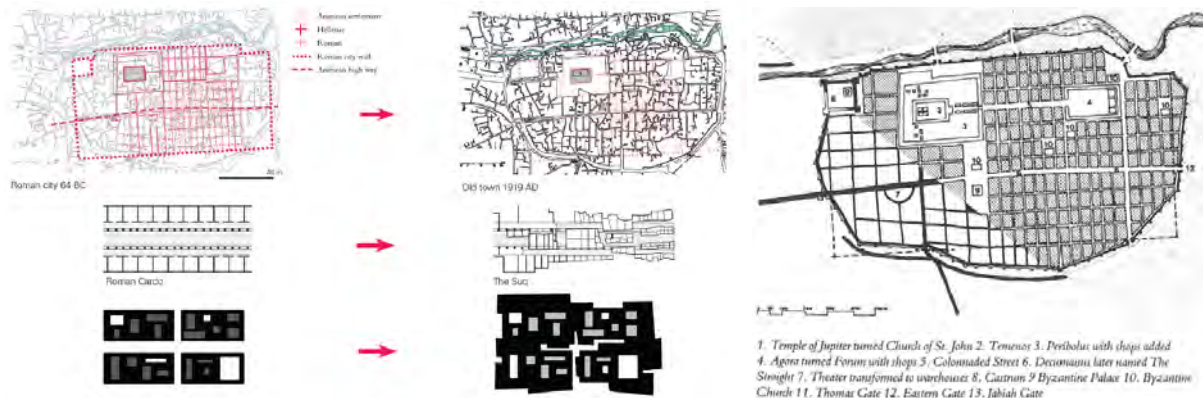 Ancient settlement
Hellenic
Roman
Roman city wall
Ancient high way
Roman city 64 BC
Old town 1919 AD
Roman Cardo
The Suq
1. Temple of Jupiter turned Church of St. John 2. Temenos 3. Peribolus with shops added
4. Agora turned Forum with shops 5. Colonnaded Street 6. Decumanus later named The
Straight 7. Theater transformed to warehouses 8. Castrum 9 Byzantine Palace 10. Byzantine
Church 11. Thomas Gate 12. Eastern Gate 13. Jabiah Gate